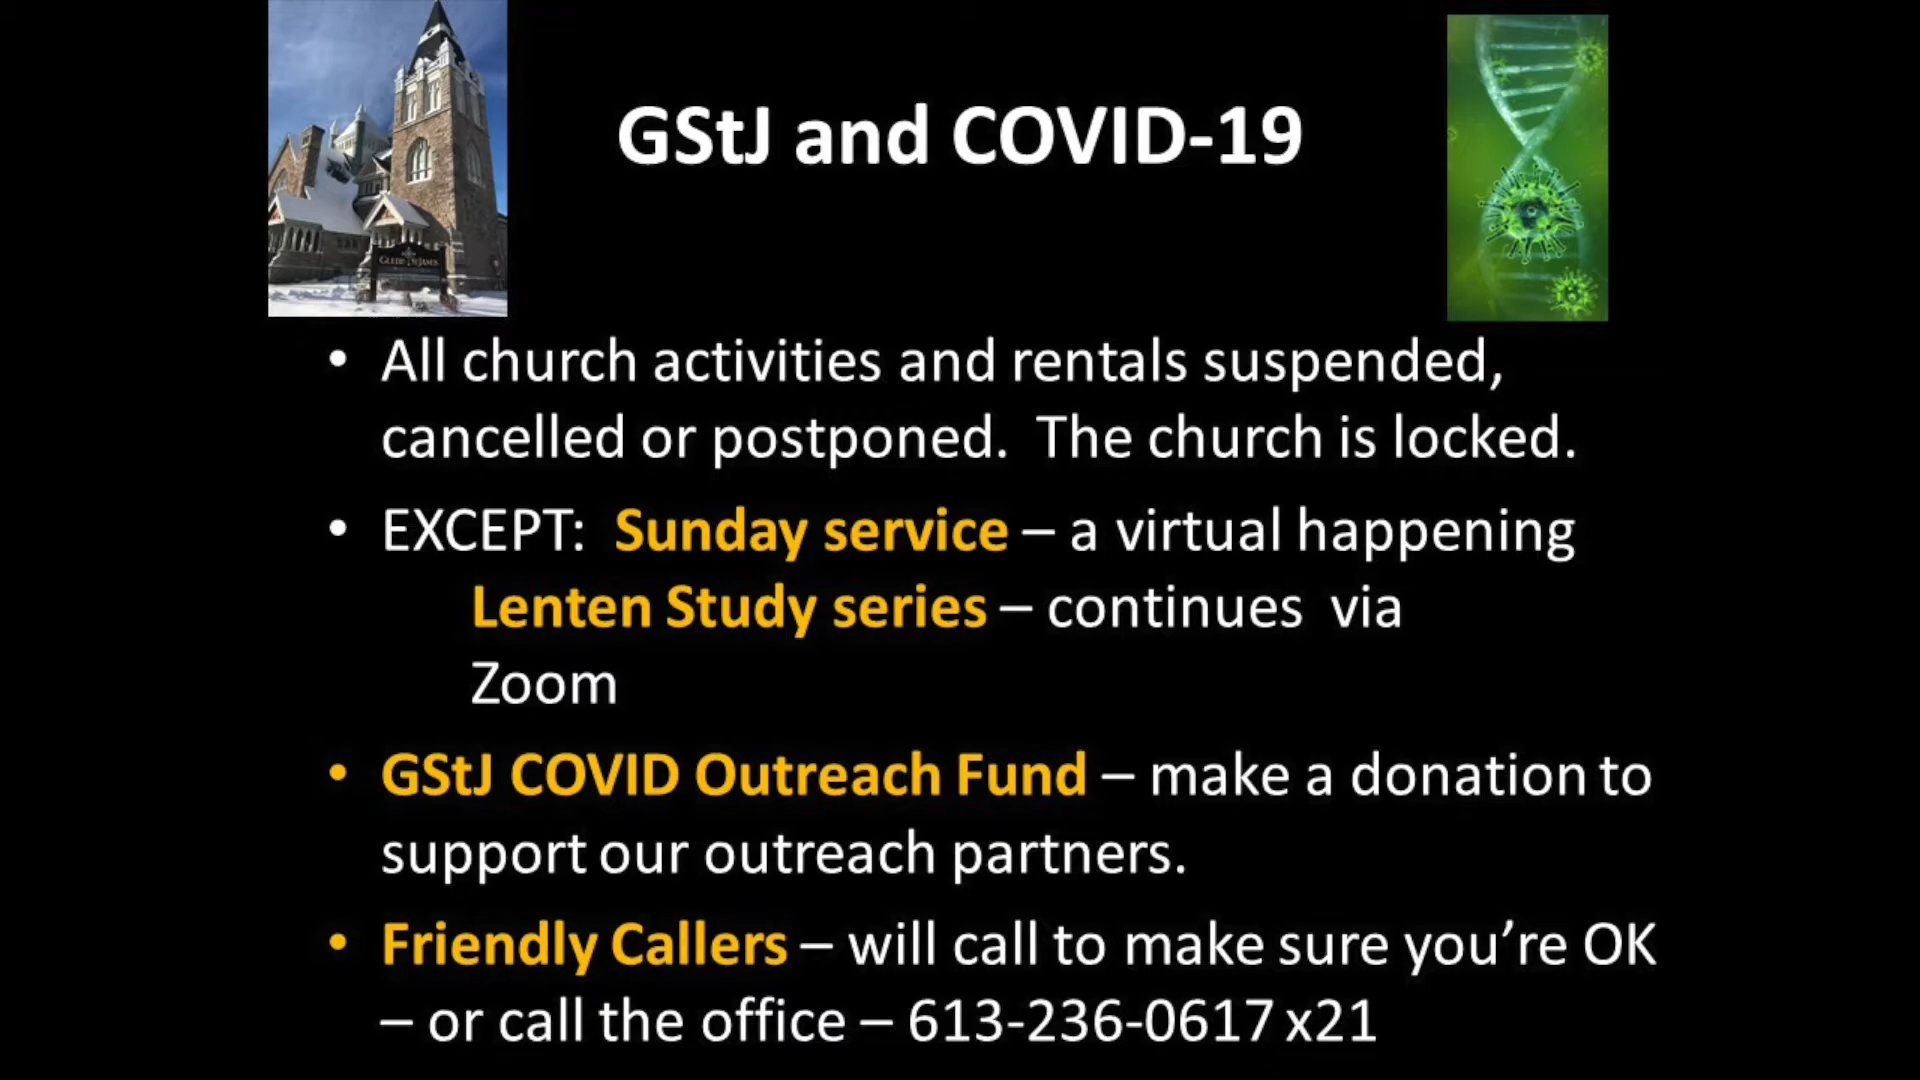 GStJ and COVID-19
GLEBE ST JAMES
• All church activities and rentals suspended,
cancelled or postponed.  The church is locked.
• EXCEPT:  Sunday service – a virtual happening
Lenten Study series – continues  via
Zoom
• GStJ COVID Outreach Fund – make a donation to
support our outreach partners.
• Friendly Callers – will call to make sure you’re OK
– or call the office – 613-236-0617 x21